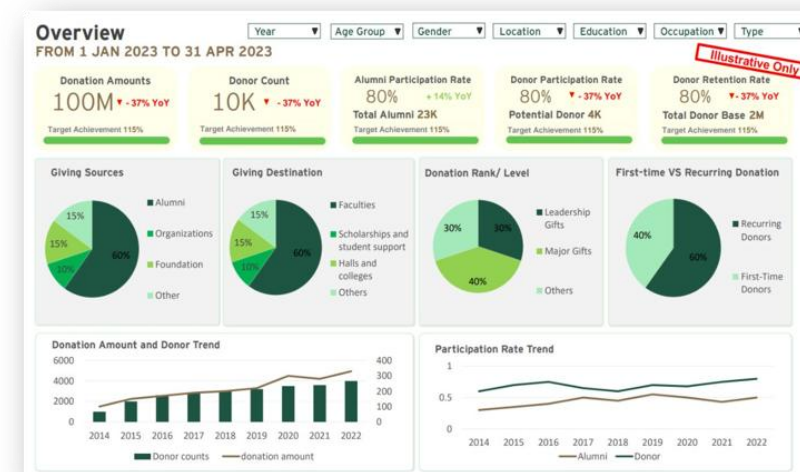 Overview
Year ▼ Age Group ▼ Gender ▼ Location ▼ Education ▼ Occupation ▼ Type ▼
FROM 1 JAN 2023 TO 31 APR 2023
Illustrative Only
Donation Amounts
100M ▼ - 37% YoY
Target Achievement 115%
Donor Count
10K ▼ - 37% YoY
Target Achievement 115%
Alumni Participation Rate
80% + 14% YoY
Total Alumni 23K
Target Achievement 115%
Donor Participation Rate
80% ▼ - 37% YoY
Potential Donor 4K
Target Achievement 115%
Donor Retention Rate
80% ▼ - 37% YoY
Total Donor Base 2M
Target Achievement 115%
Giving Sources
15%
15%
10%
60%
Alumni
Organizations
Foundation
Other
Giving Destination
15%
15%
10%
60%
Faculties
Scholarships and
student support
Halls and
colleges
Others
Donation Rank/ Level
30% 30%
40%
Leadership
Gifts
Major Gifts
Others
First-time VS Recurring Donation
40%
60%
Recurring
Donors
First-Time
Donors
Donation Amount and Donor Trend
6000 400
300
4000
200
2000
100
0 0
2014 2015 2016 2017 2018 2019 2020 2021 2022
Donor counts donation amount
Participation Rate Trend
1
0.5
0
2014 2015 2016 2017 2018 2019 2020 2021 2022
Alumni Donor